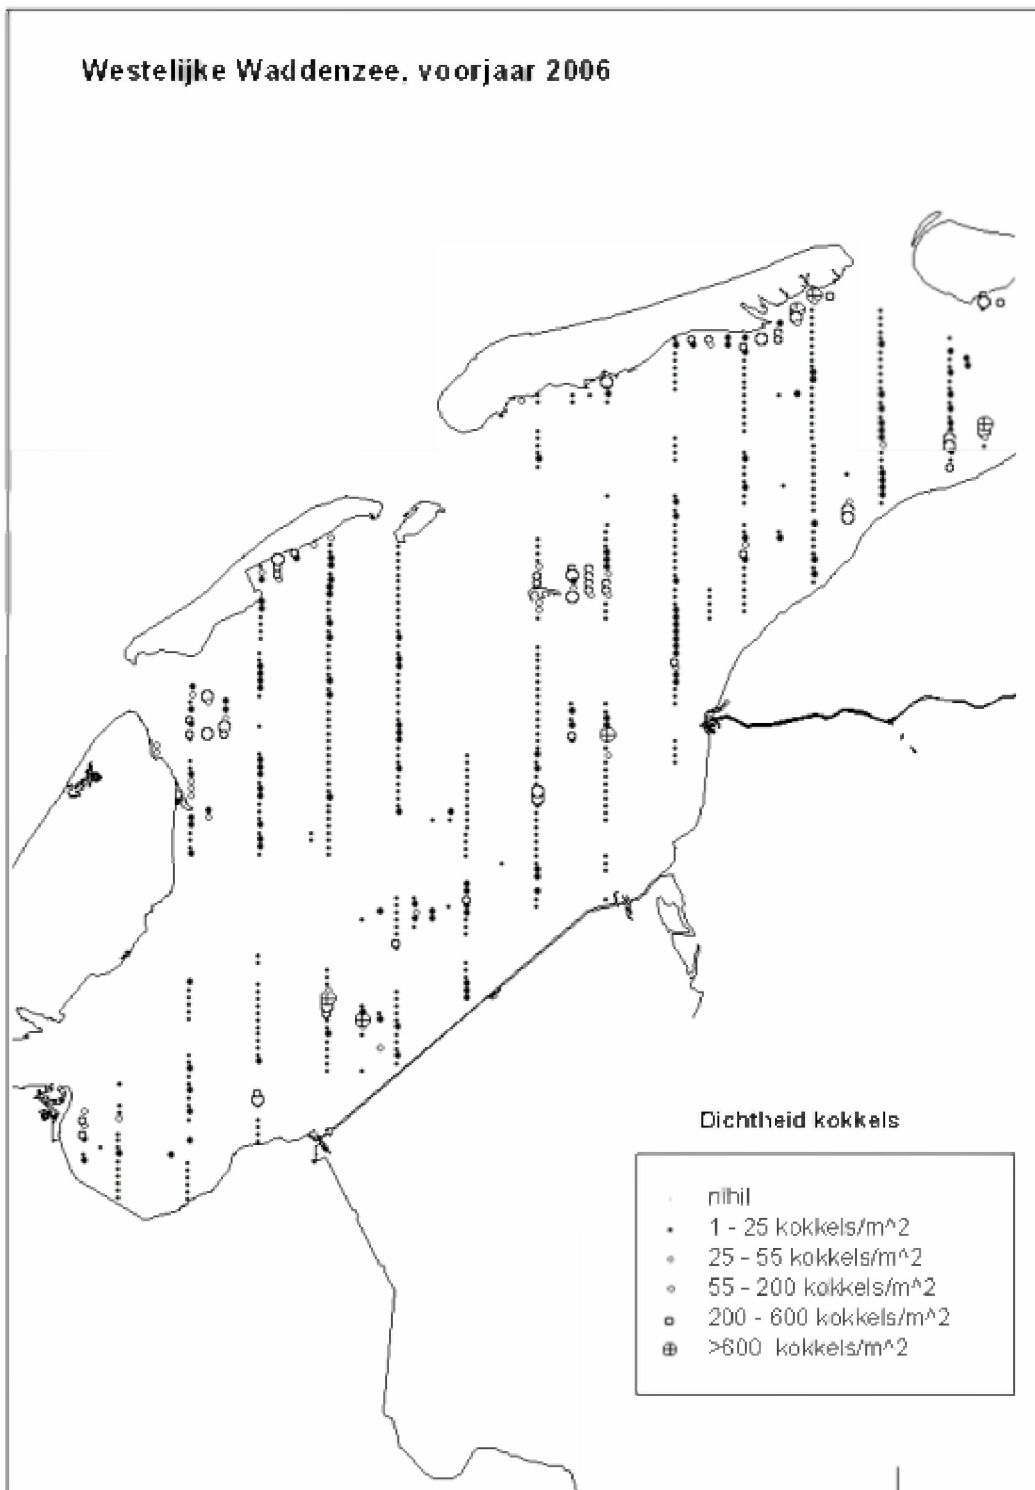 Westelijke Waddenzee, voorjaar 2006
Dichtheid kokkels
nihil
1 - 25 kokkels/m^2
25 - 55 kokkels/m^2
55 - 200 kokkels/m^2
200 - 600 kokkels/m^2
>600 kokkels/m^2